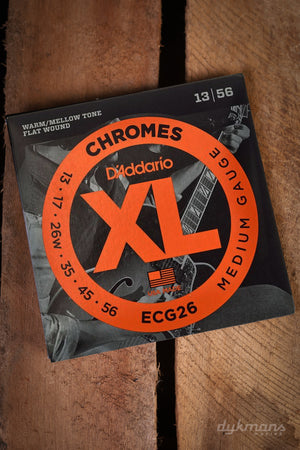 13 | 56
WARM/MELLOW TONE
FLAT WOUND
CHROMES
D'Addario
XL
13 • 17 • 26W • 35 • 45 • 56
MEDIUM GAUGE
ECG26
dykmans